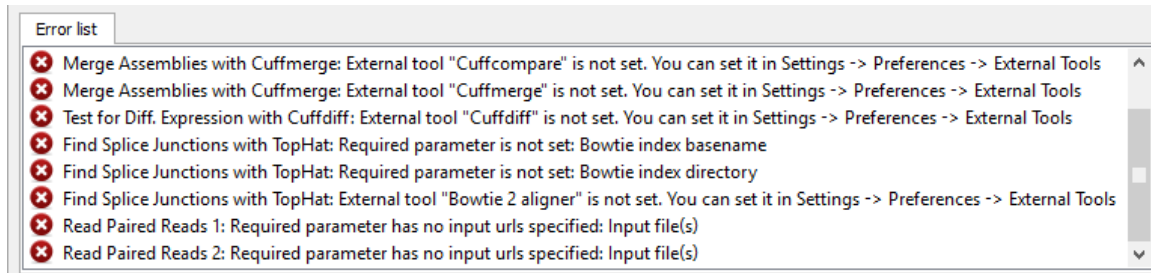 Error list
Merge Assemblies with Cuffmerge: External tool "Cuffcompare" is not set. You can set it in Settings -> Preferences -> External Tools
Merge Assemblies with Cuffmerge: External tool "Cuffmerge" is not set. You can set it in Settings -> Preferences -> External Tools
Test for Diff. Expression with Cuffdiff: External tool "Cuffdiff" is not set. You can set it in Settings -> Preferences -> External Tools
Find Splice Junctions with TopHat: Required parameter is not set: Bowtie index basename
Find Splice Junctions with TopHat: Required parameter is not set: Bowtie index directory
Find Splice Junctions with TopHat: External tool "Bowtie 2 aligner" is not set. You can set it in Settings -> Preferences -> External Tools
Read Paired Reads 1: Required parameter has no input urls specified: Input file(s)
Read Paired Reads 2: Required parameter has no input urls specified: Input file(s)